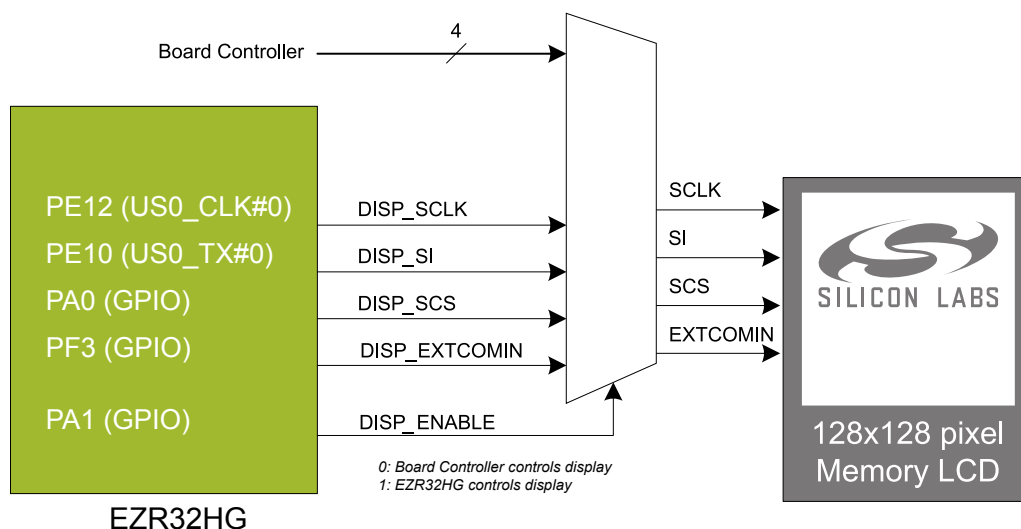 Board Controller
4
PE12 (US0_CLK#0)
PE10 (US0_TX#0)
PA0 (GPIO)
PF3 (GPIO)
PA1 (GPIO)
EZR32HG
DISP_SCLK
DISP_SI
DISP_SCS
DISP_EXTCOMIN
DISP_ENABLE
0: Board Controller controls display
1: EZR32HG controls display
SCLK
SI
SCS
EXTCOMIN
SILICON LABS
128x128 pixel
Memory LCD